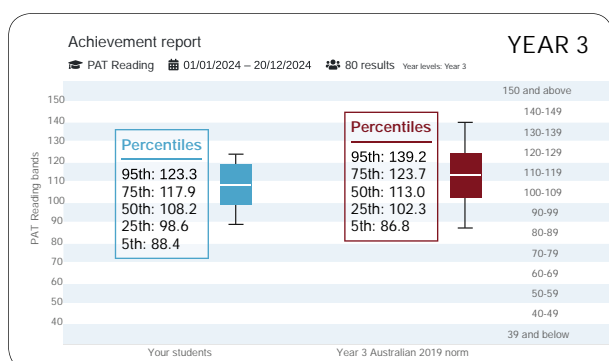 Achievement report
YEAR 3
PAT Reading 01/01/2024 – 20/12/2024 80 results Year levels: Year 3
PAT Reading bands
150
140
130
120
110
100
90
80
70
60
50
40
Percentiles
95th: 123.3
75th: 117.9
50th: 108.2
25th: 98.6
5th: 88.4
Percentiles
95th: 139.2
75th: 123.7
50th: 113.0
25th: 102.3
5th: 86.8
150 and above
140-149
130-139
120-129
110-119
100-109
90-99
80-89
70-79
60-69
50-59
40-49
39 and below
Your students
Year 3 Australian 2019 norm